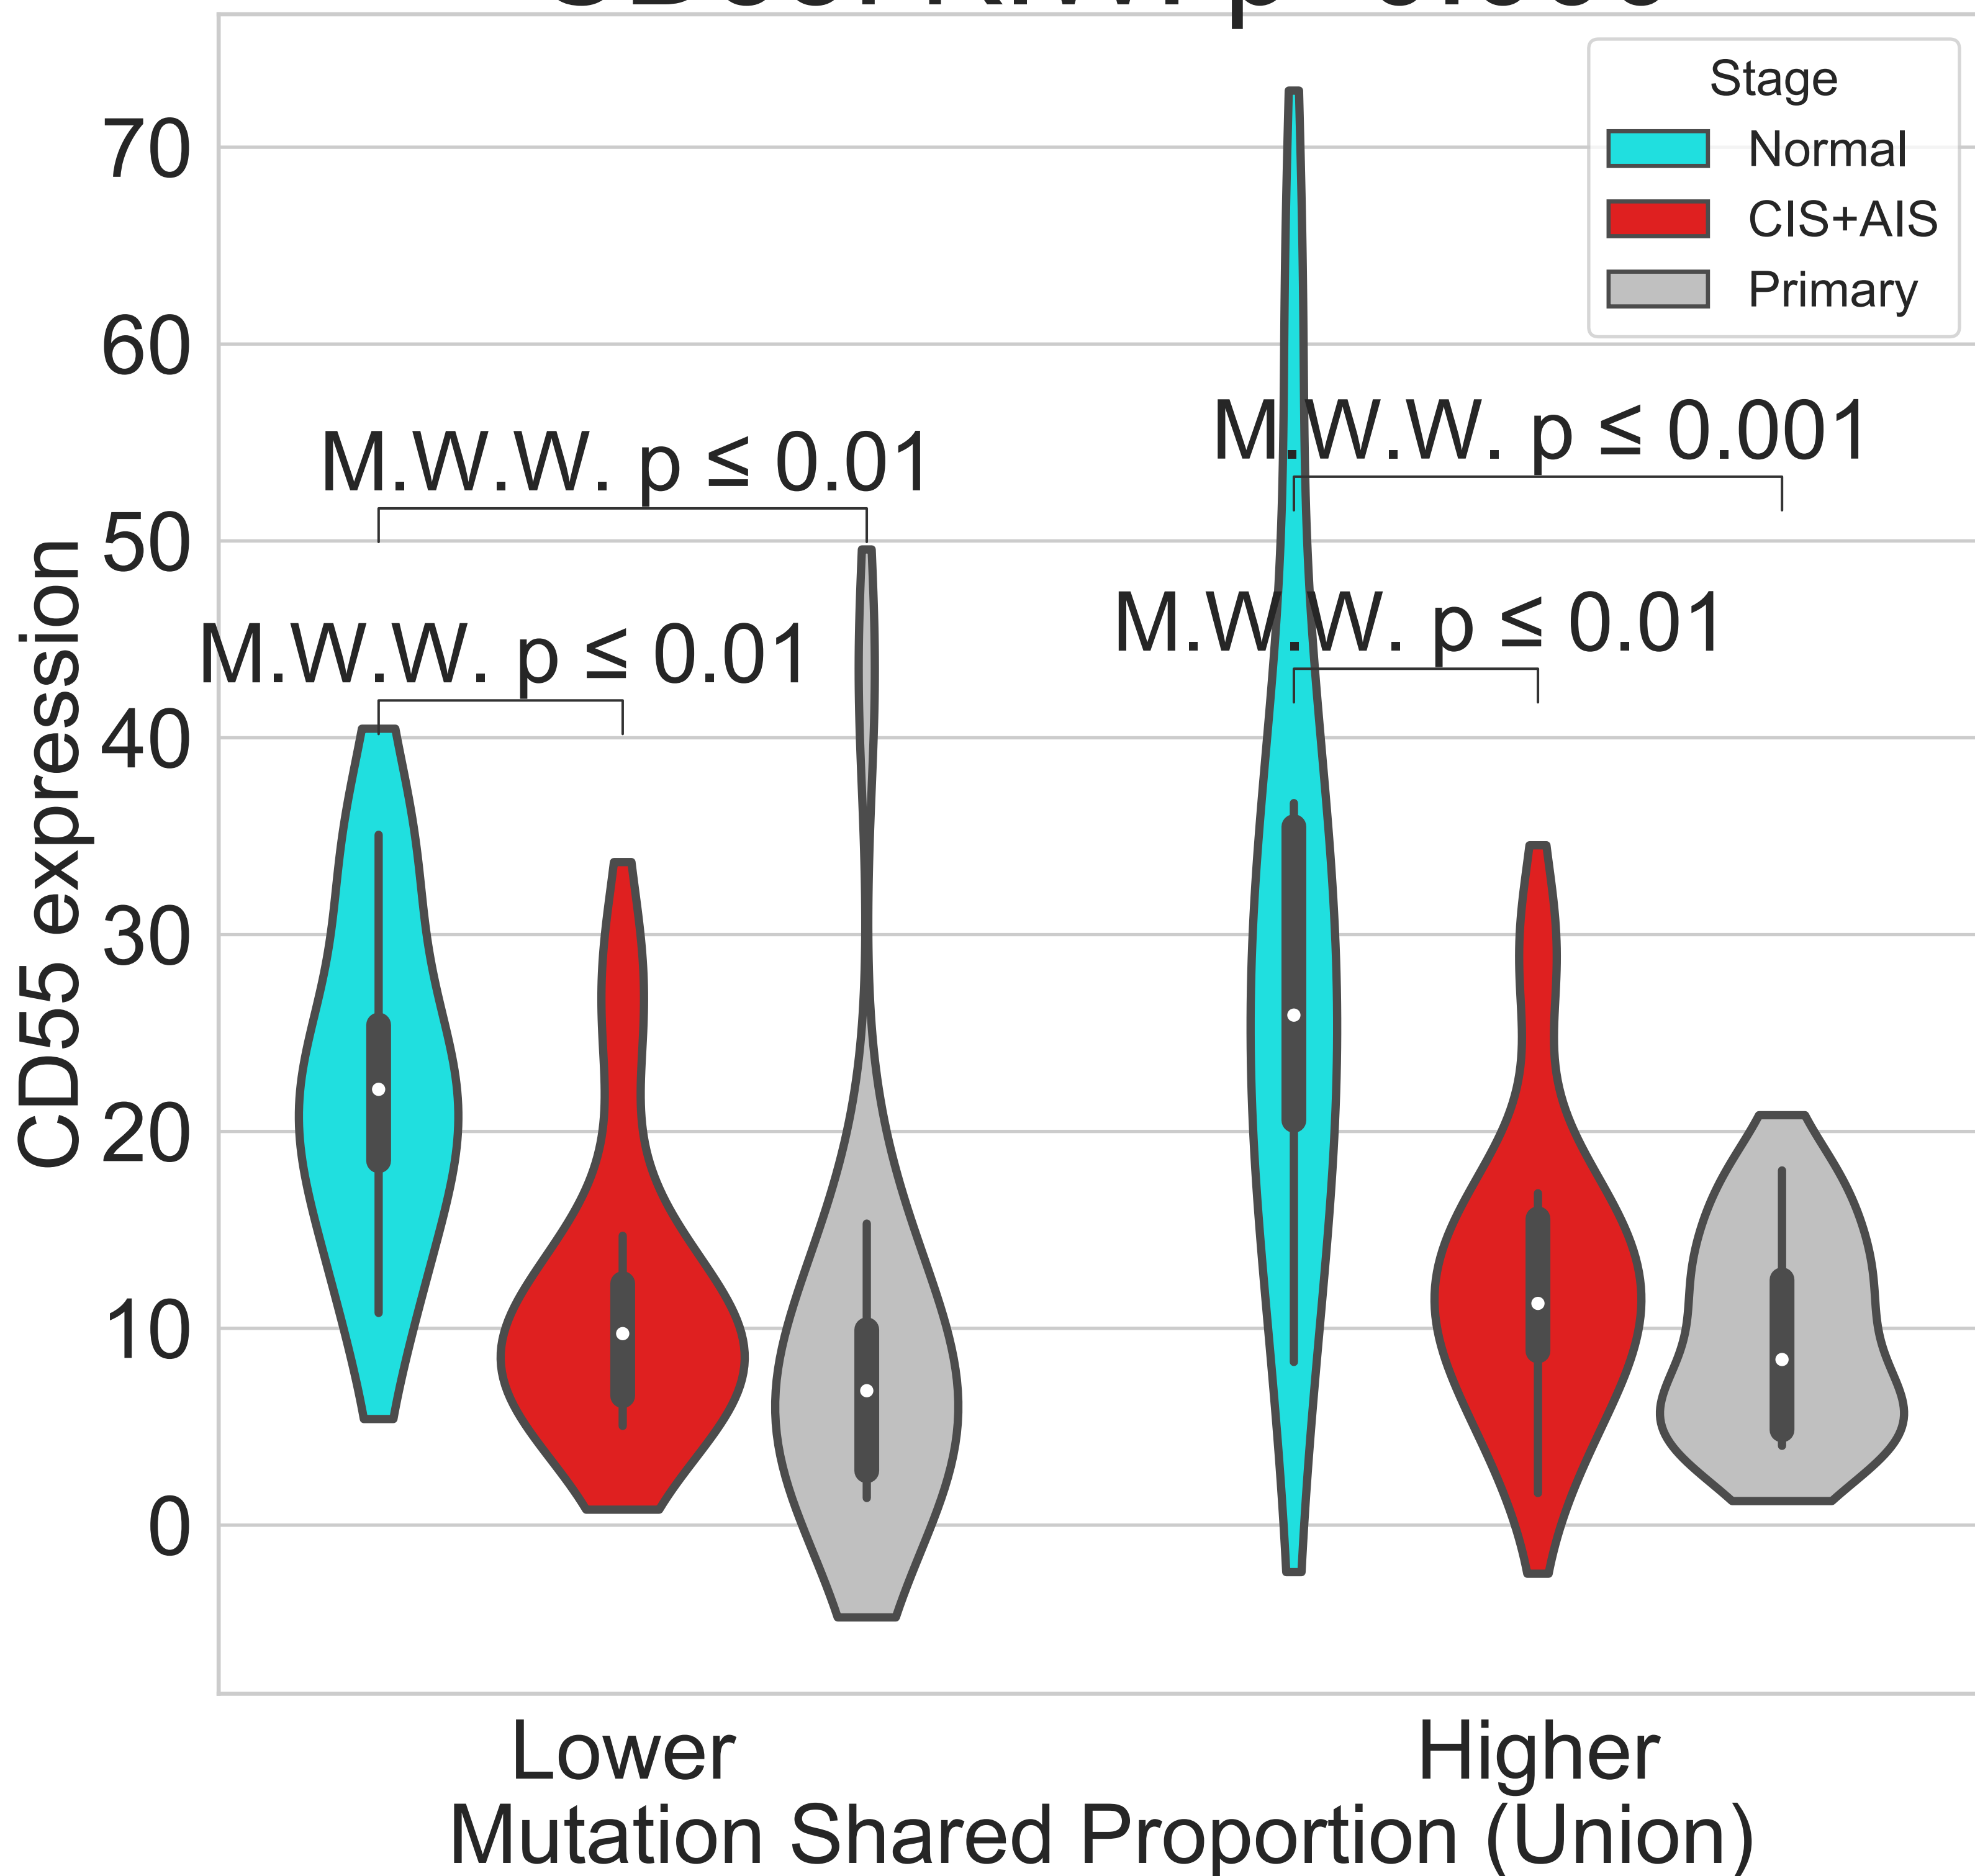 Stage
Normal
CIS+AIS
Primary
70
60
50
40
30
20
10
0
CD55 expression
M.W.W. p ≤ 0.01
M.W.W. p ≤ 0.001
M.W.W. p ≤ 0.01
M.W.W. p ≤ 0.01
Lower
Higher
Mutation Shared Proportion (Union)